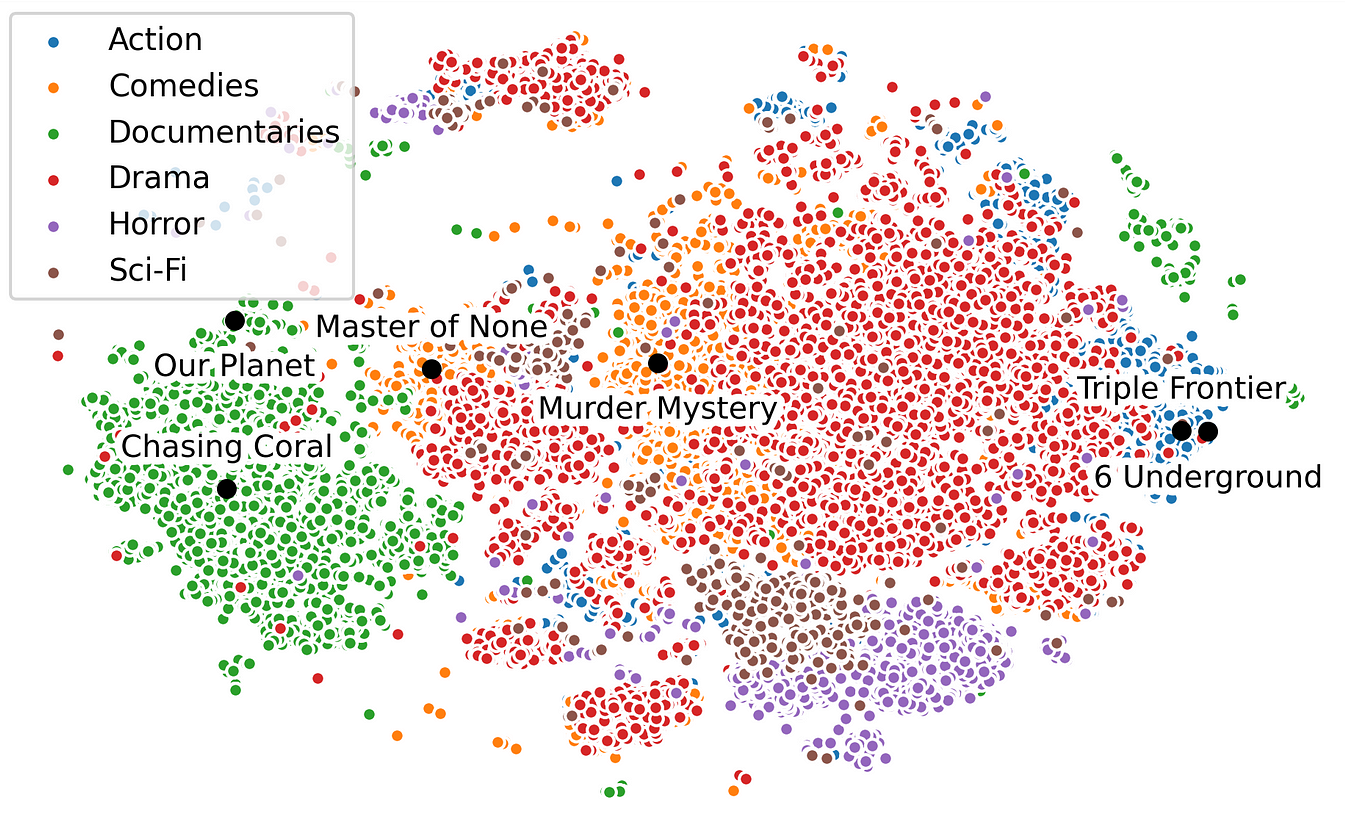 Action
Comedies
Documentaries
Drama
Horror
Sci-Fi
Master of None
Our Planet
Triple Frontier
Murder Mystery
Chasing Coral
6 Underground